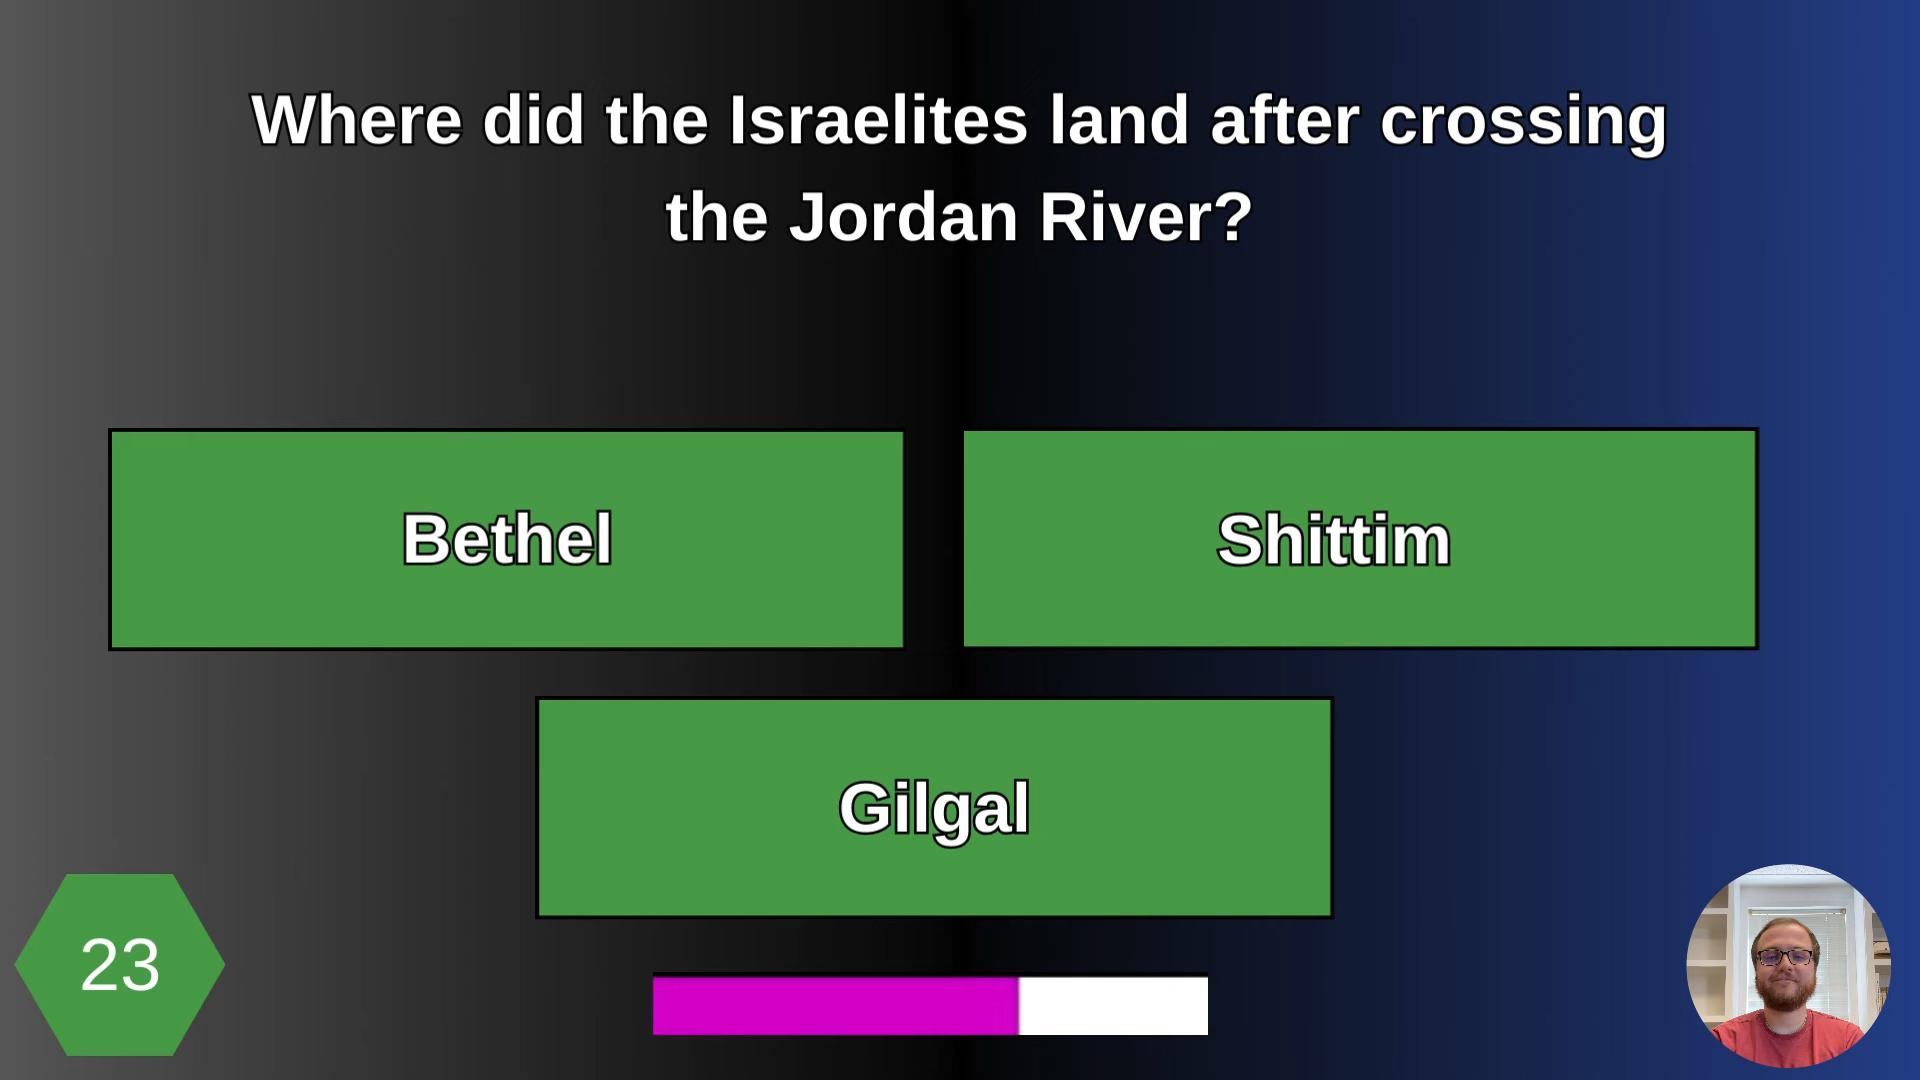 Where did the Israelites land after crossing
the Jordan River?
Bethel
Shittim
Gilgal
23